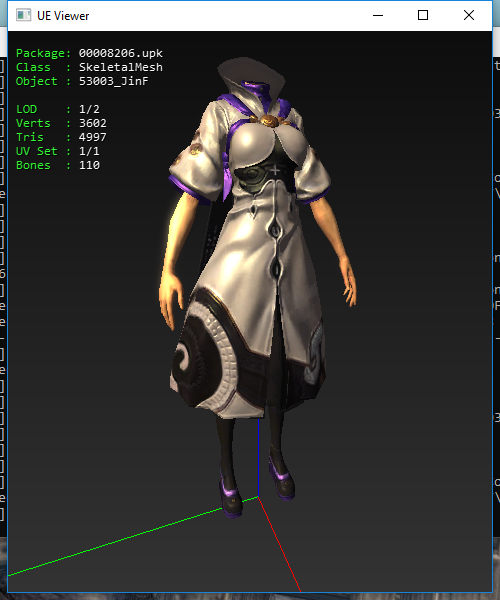 UE Viewer
Package: 00008206.upk
Class  : SkeletalMesh
Object : 53003_JinF
LOD    : 1/2
Verts  : 3602
Tris   : 4997
UV Set : 1/1
Bones  : 110